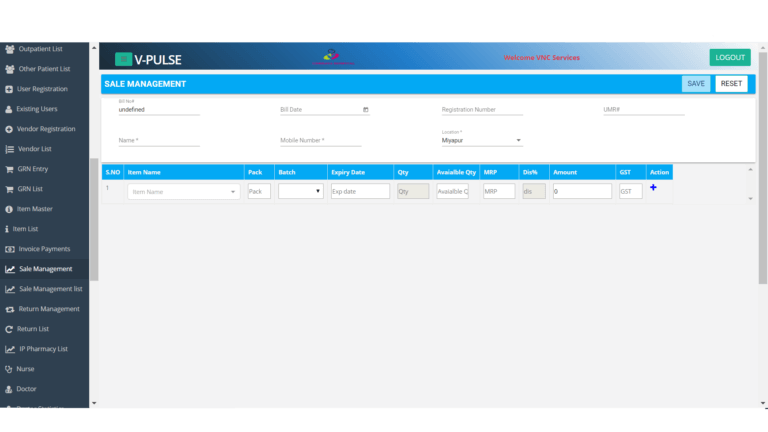 Outpatient List
Other Patient List
User Registration
Existing Users
Vendor Registration
Vendor List
GRN Entry
GRN List
Item Master
Item List
Invoice Payments
Sale Management
Sale Management list
Return Management
Return List
IP Pharmacy List
Nurse
Doctor
V-PULSE
Welcome VNC Services
LOGOUT
SALE MANAGEMENT
SAVE RESET
Bill No#
undefined Bill Date Registration Number UMR#
Location *
Name * Mobile Number * Miyapur
S.NO Item Name Pack Batch Expiry Date Qty Avaialble Qty MRP Dis% Amount GST Action
1 Item Name Pack Exp date Qty Avaialble Q MRP dis 0 GST